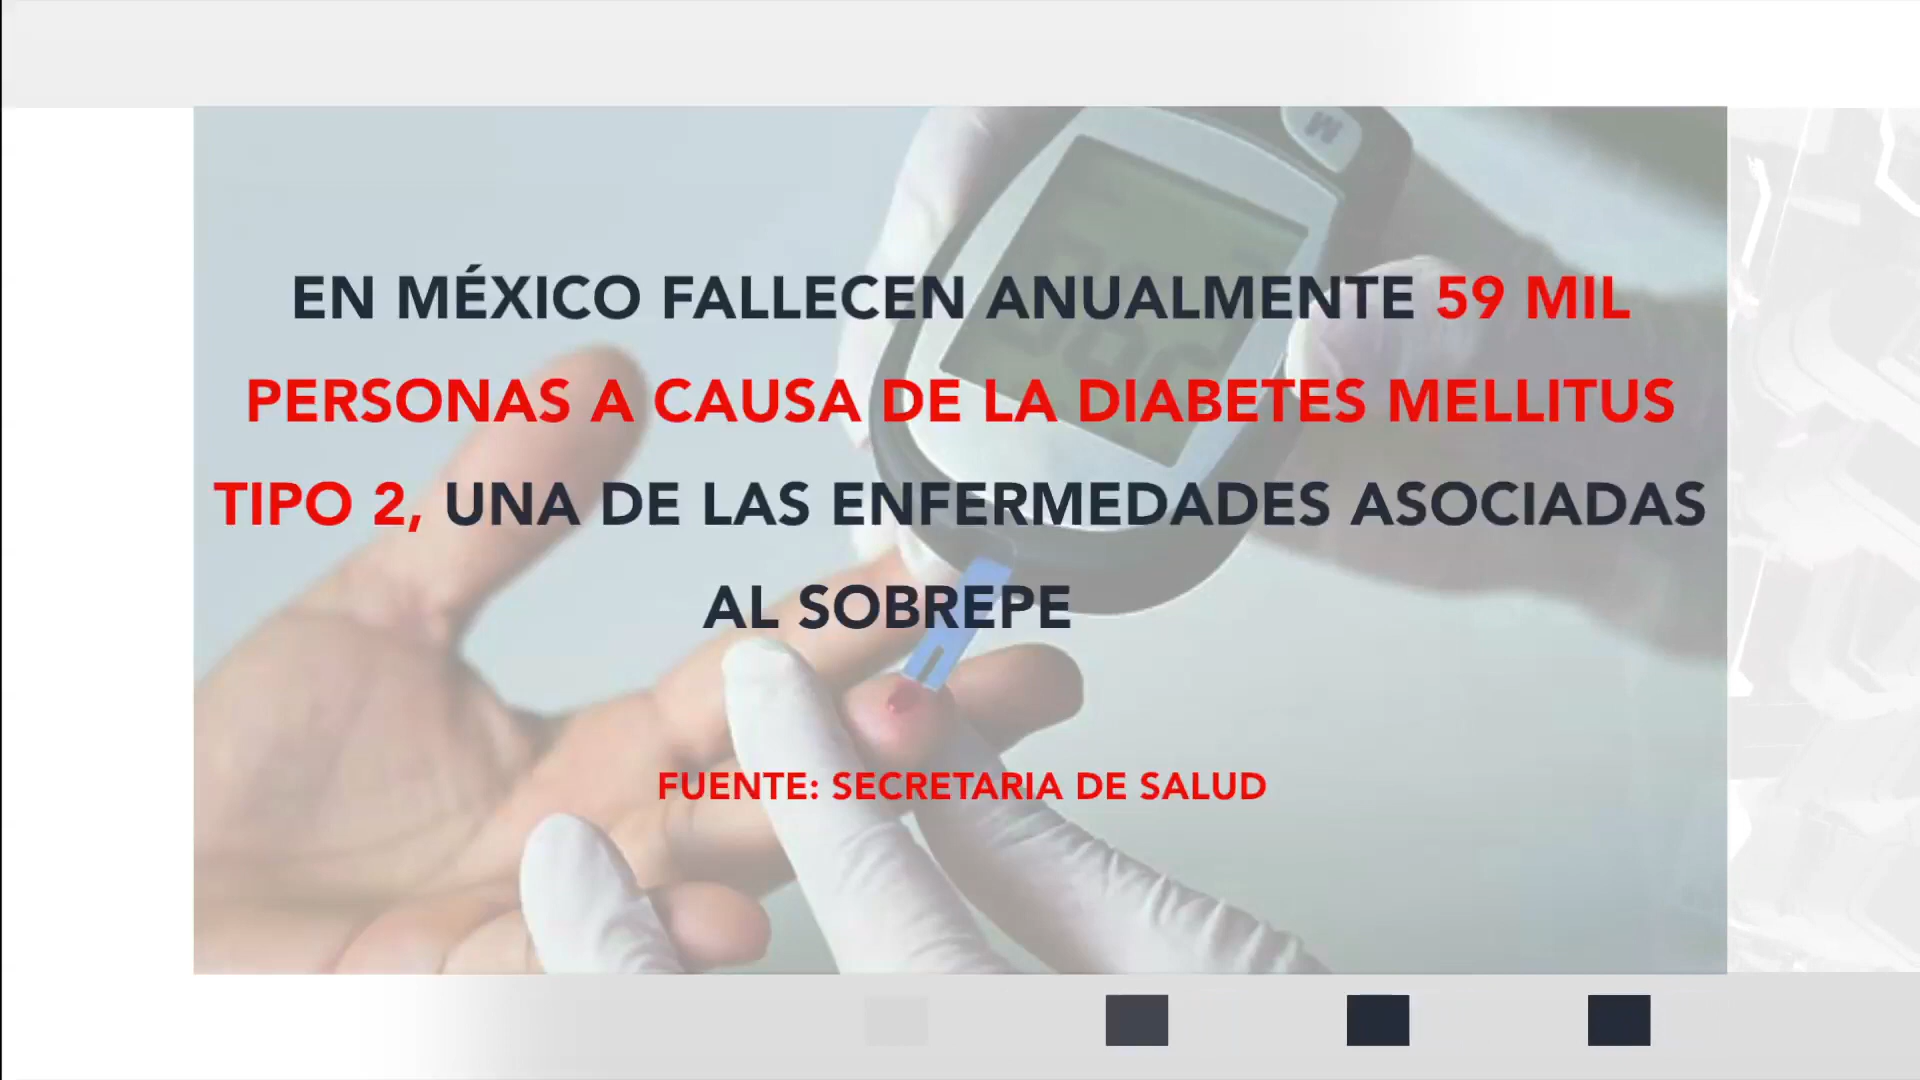 EN MÉXICO FALLECEN ANUALMENTE 59 MIL
PERSONAS A CAUSA DE LA DIABETES MELLITUS
TIPO 2, UNA DE LAS ENFERMEDADES ASOCIADAS
AL SOBREPE
FUENTE: SECRETARIA DE SALUD